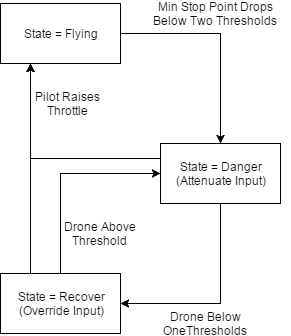 Min Stop Point Drops
Below Two Thresholds
State = Flying
Pilot Raises
Throttle
State = Danger
(Attenuate Input)
Drone Above
Threshold
State = Recover
(Override Input)
Drone Below
OneThresholds